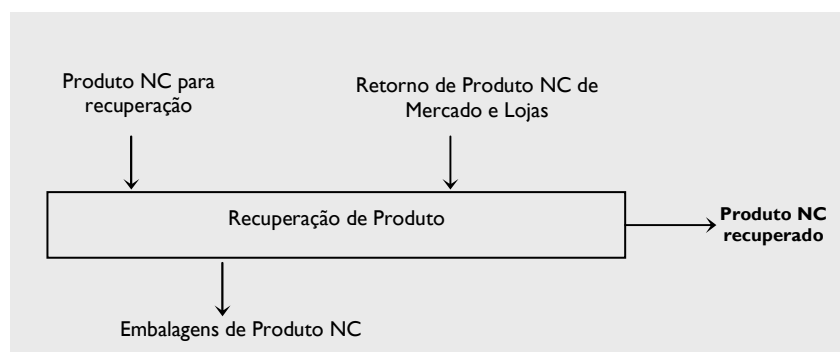 Produto NC para
recuperação
Retorno de Produto NC de
Mercado e Lojas
Recuperação de Produto
Produto NC
recuperado
Embalagens de Produto NC